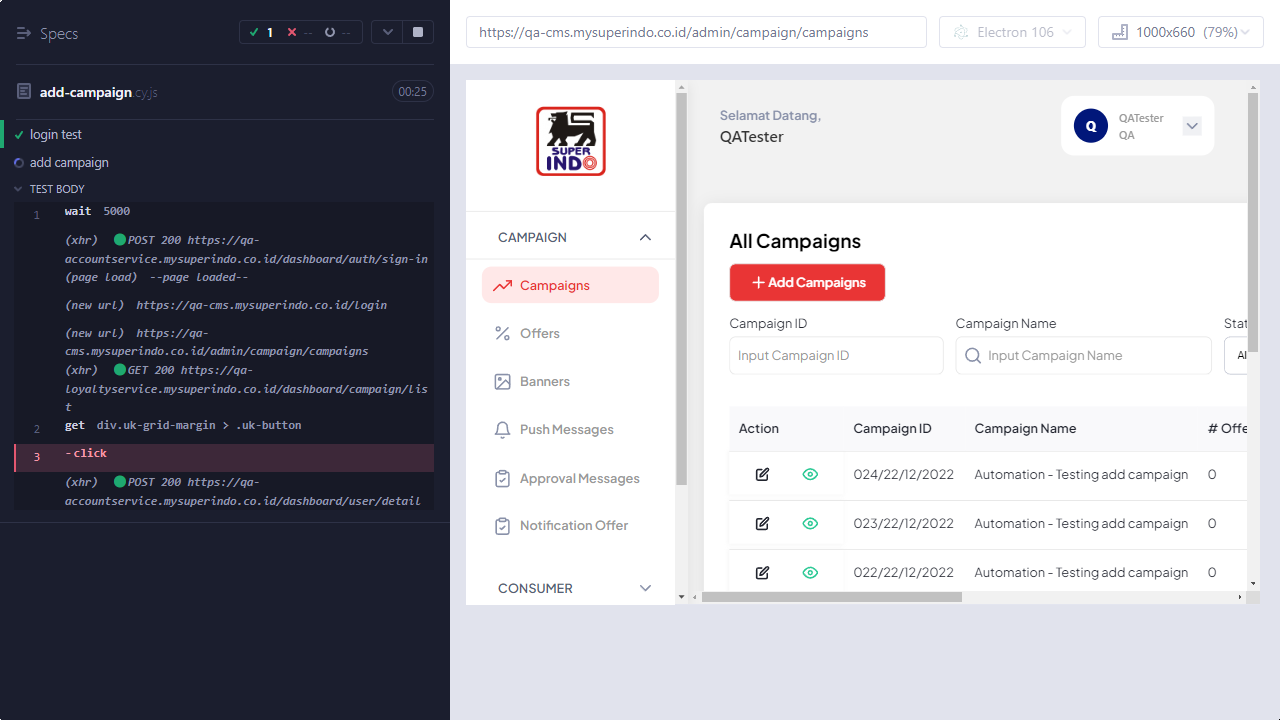 Specs
1
--
--
add-campaign.cy.js
00:25
login test
add campaign
TEST BODY
1 wait 5000
(xhr) POST 200 https://qa-
accountservice.mysuperindo.co.id/dashboard/auth/sign-in
(page load) --page loaded--
(new url) https://qa-cms.mysuperindo.co.id/login
(new url) https://qa-
cms.mysuperindo.co.id/admin/campaign/campaigns
(xhr) GET 200 https://qa-
loyaltyservice.mysuperindo.co.id/dashboard/campaign/lis
t
2 get div.uk-grid-margin > .uk-button
3 -click
(xhr) POST 200 https://qa-
accountservice.mysuperindo.co.id/dashboard/user/detail
https://qa-cms.mysuperindo.co.id/admin/campaign/campaigns
Electron 106
1000x660 (79%)
SUPER
INDO
CAMPAIGN
Campaigns
Offers
Banners
Push Messages
Approval Messages
Notification Offer
CONSUMER
Selamat Datang,
QATester
Q
QATester
QA
All Campaigns
+ Add Campaigns
Campaign ID Campaign Name Stat
Input Campaign ID Input Campaign Name Al
Action Campaign ID Campaign Name # Offe
024/22/12/2022 Automation - Testing add campaign 0
023/22/12/2022 Automation - Testing add campaign 0
022/22/12/2022 Automation - Testing add campaign 0